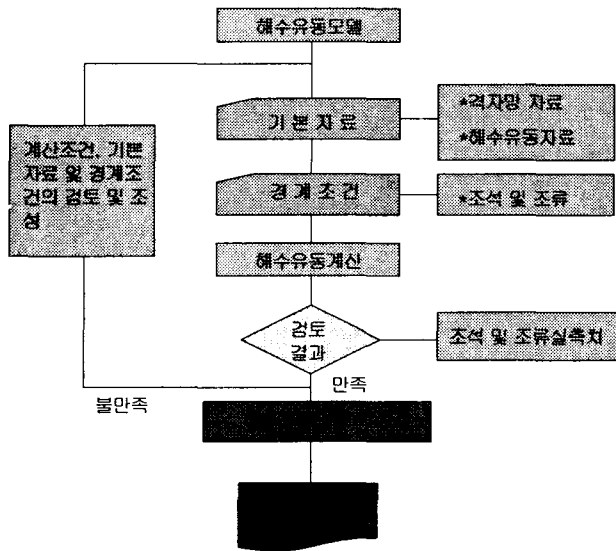 해수유동모델
기 본 자 료
*격자망 자료
*해수유동자료
계산조건, 기본
자료 및 경계조
건의 검토 및 조
성
경 계 조 건
*조석 및 조류
해수유동계산
검토
결과
조석 및 조류실측치
만족
불만족